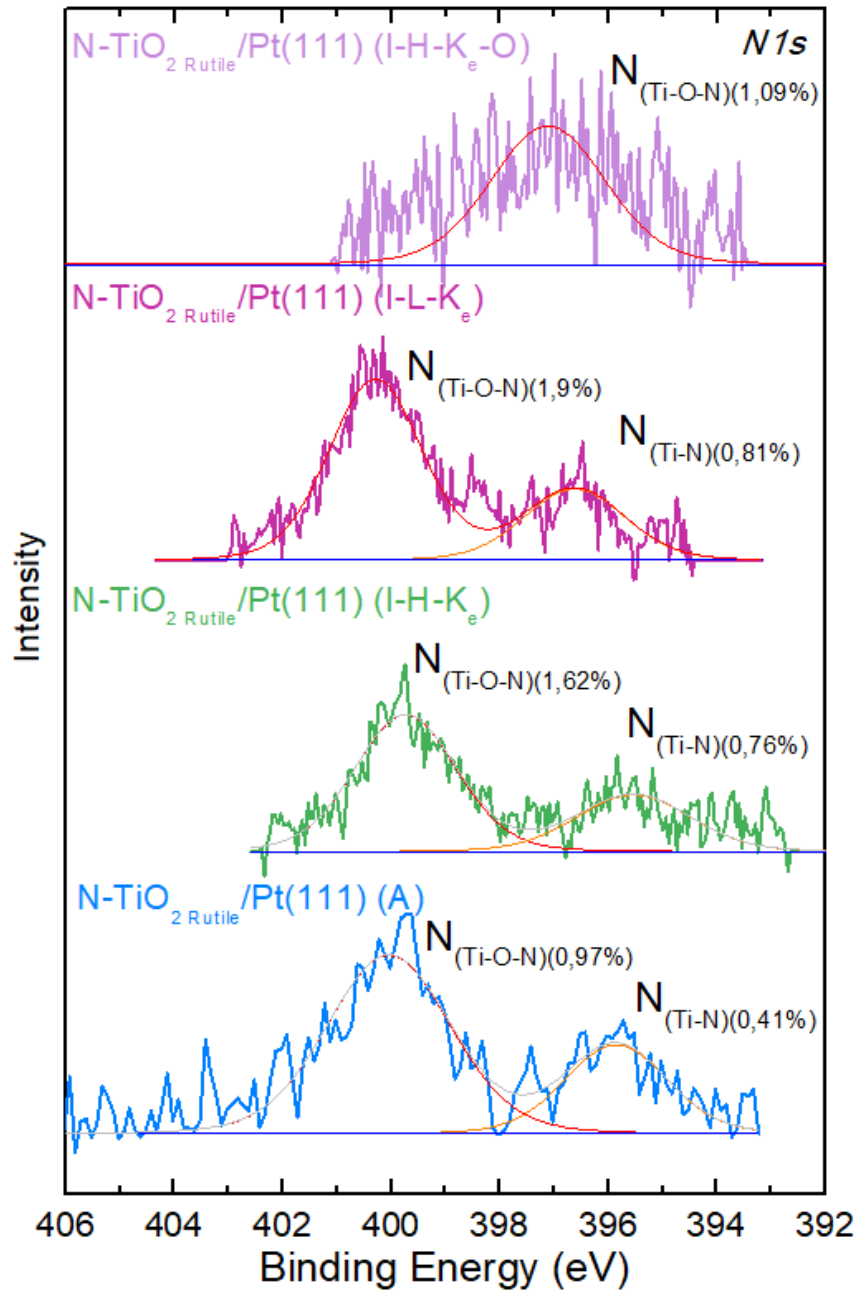 N-TiO2 Rutile/Pt(111) (I-H-Ke-O)
N 1s
N(Ti-O-N)(1,09%)
N-TiO2 Rutile/Pt(111) (I-L-Ke)
N(Ti-O-N)(1,9%)
N(Ti-N)(0,81%)
N-TiO2 Rutile/Pt(111) (I-H-Ke)
N(Ti-O-N)(1,62%)
N(Ti-N)(0,76%)
N-TiO2 Rutile/Pt(111) (A)
N(Ti-O-N)(0,97%)
N(Ti-N)(0,41%)
Intensity
406 404 402 400 398 396 394 392
Binding Energy (eV)